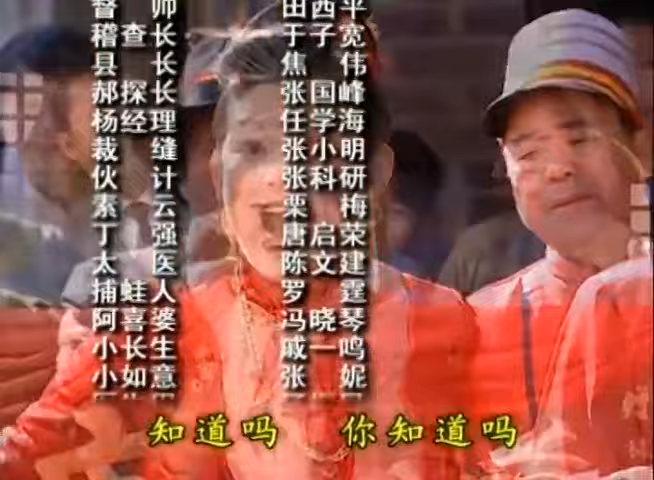 督 帅 田西平
稽查长 于子宽
县 长 焦 伟
郝探长 张国峰
杨经理 任学海
裁 缝 张小明
伙 计 张科研
素 云 栗 梅
丁 强 唐启荣
太 医 陈文建
捕蛙人 罗 霆
阿喜婆 冯晓琴
小长生 戚一鸣
小如意 张 妮
知道吗 你知道吗